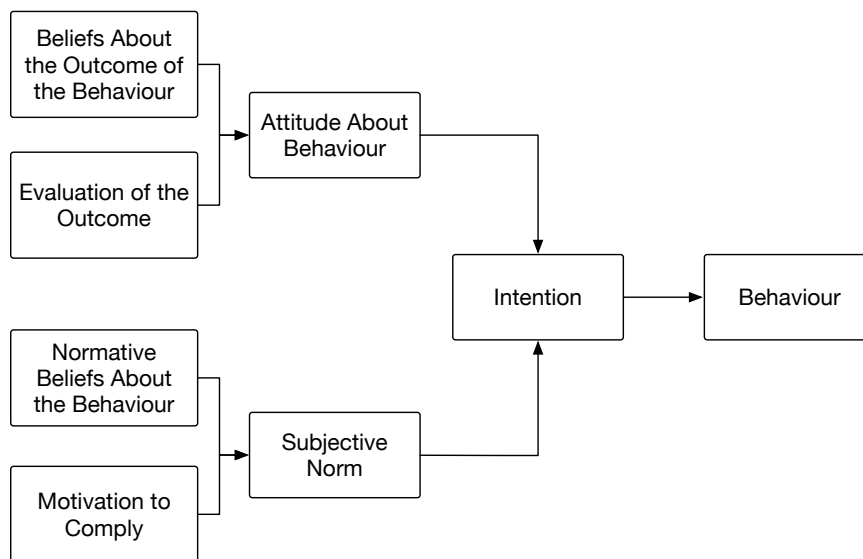 Beliefs About
the Outcome of
the Behaviour
Attitude About
Behaviour
Evaluation of the
Outcome
Intention
Behaviour
Normative
Beliefs About
the Behaviour
Subjective
Norm
Motivation to
Comply